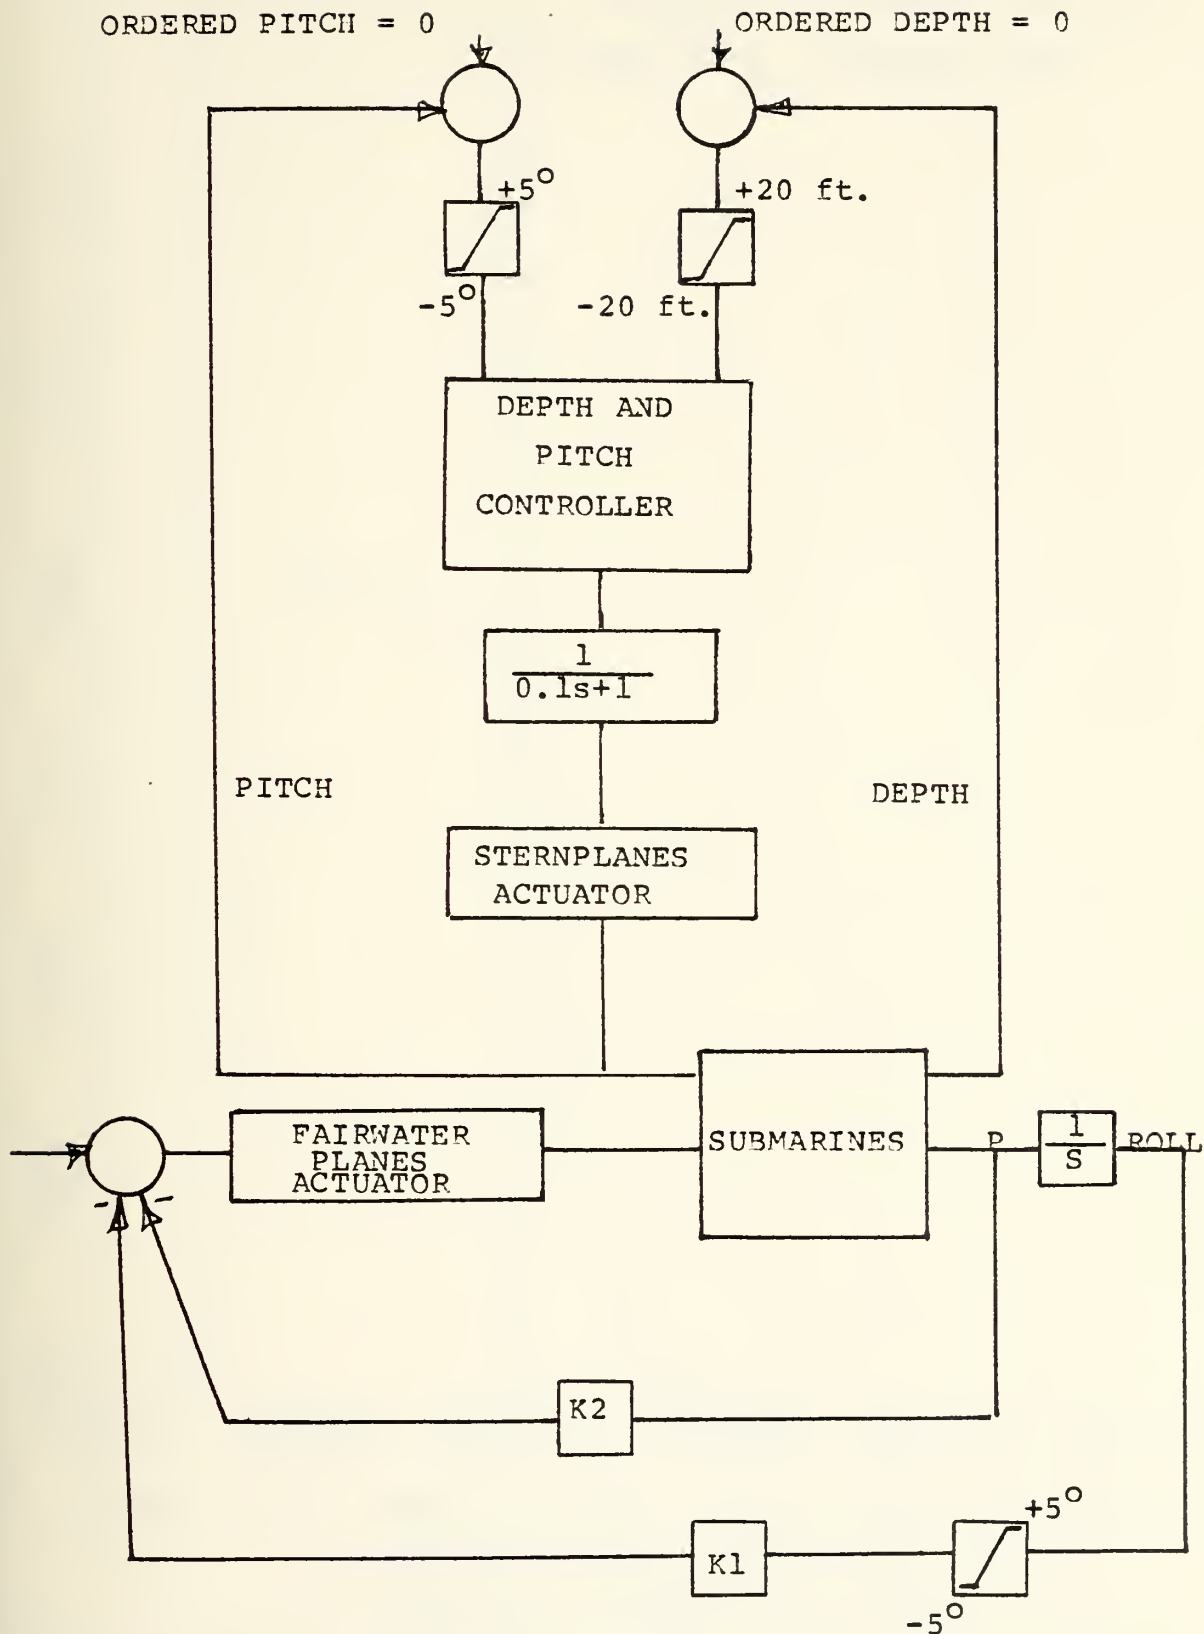 ORDERED PITCH = 0
ORDERED DEPTH = 0
+5°
+20 ft.
-5°
-20 ft.
DEPTH AND
PITCH
CONTROLLER
1
0.1s+1
PITCH
DEPTH
STERNPLANES
ACTUATOR
FAIRWATER
PLANES
ACTUATOR
SUBMARINES
P
1
S
ROLL
- -
K2
+5°
K1
-5°